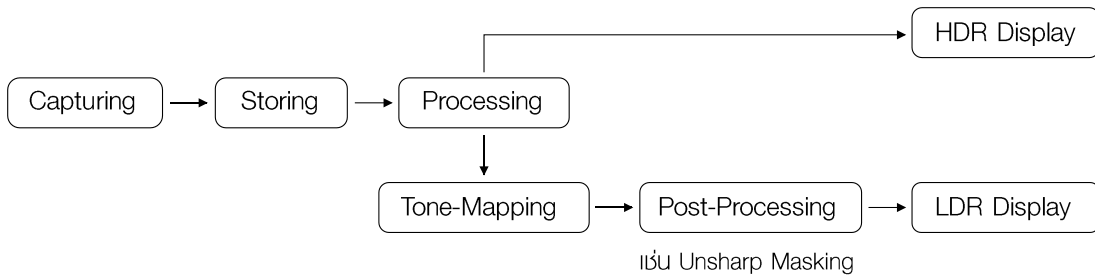 HDR Display
Capturing
Storing
Processing
Tone-Mapping
Post-Processing
LDR Display
เช่น Unsharp Masking